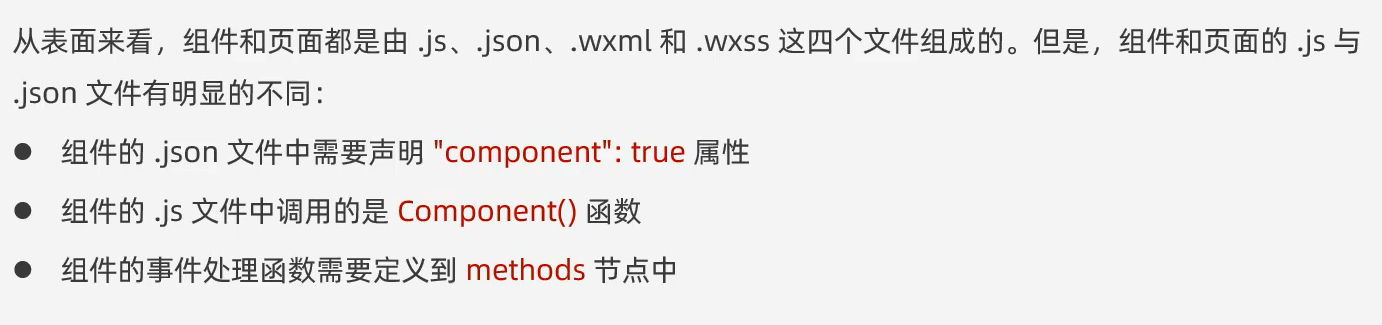 从表面来看，组件和页面都是由 .js、.json、.wxml 和 .wxss 这四个文件组成的。但是，组件和页面的 .js 与
.json 文件有明显的不同：
● 组件的 .json 文件中需要声明 "component": true 属性
● 组件的 .js 文件中调用的是 Component() 函数
● 组件的事件处理函数需要定义到 methods 节点中